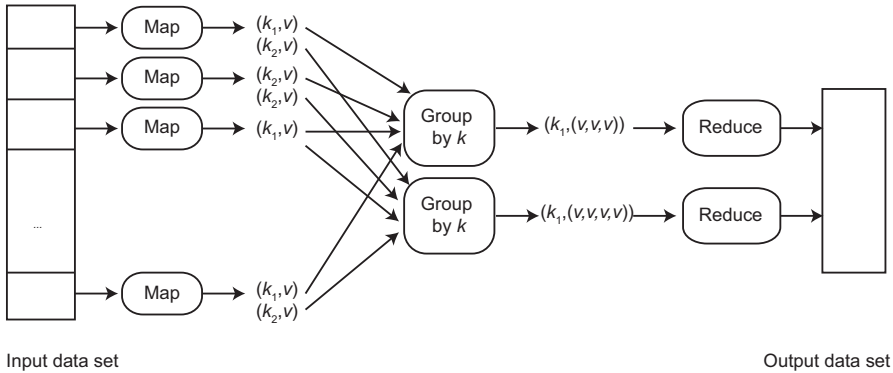 Map
(k1,v)
(k2,v)
Map
(k2,v)
(k2,v)
Map
(k1,v)
...
Map
(k1,v)
(k2,v)
Group
by k
(k1,(v,v,v))
Reduce
Group
by k
(k1,(v,v,v,v))
Reduce
Input data set
Output data set